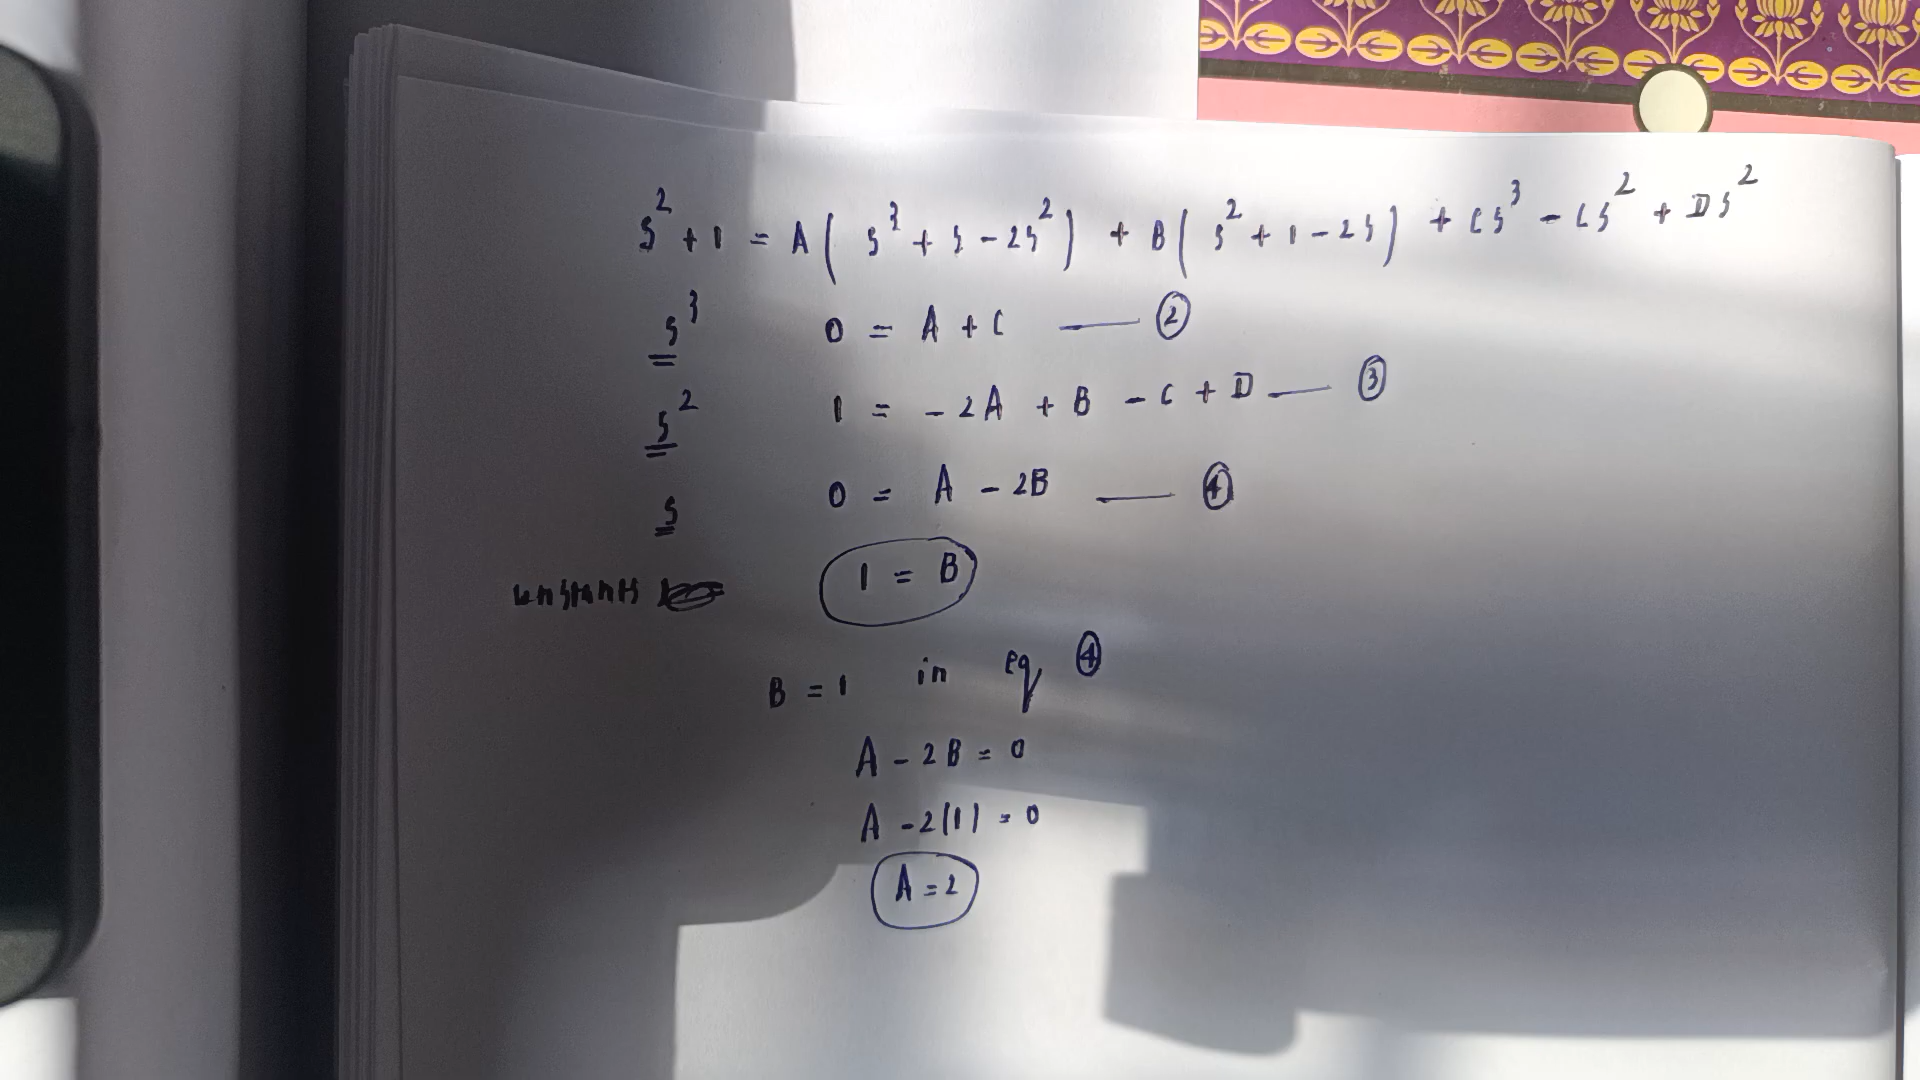 s² + 1 = A( s³ + s - 2s² ) + B( s² + 1 - 2s ) + Cs³ - Cs² + Ds²
s³ 0 = A + C —— ②
s² 1 = - 2A + B - C + D — ③
s 0 = A - 2B —— ④
constants 1 = B
B = 1 in eq ④
A - 2B = 0
A - 2(1) = 0
A = 2